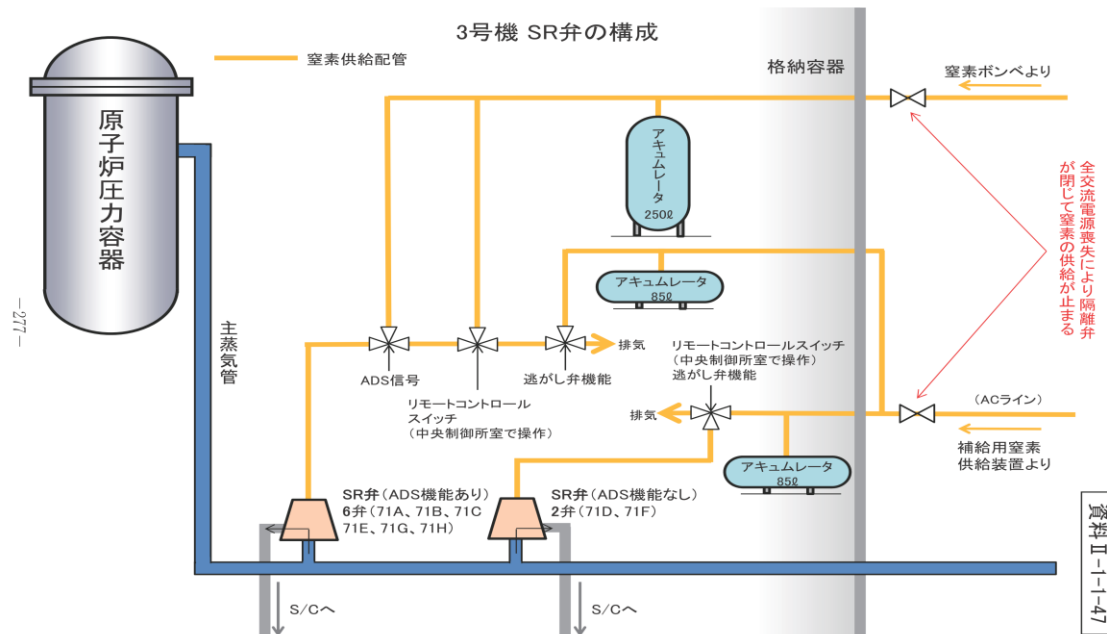 3号機 SR弁の構成
窒素供給配管
格納容器
窒素ボンベより
原子炉圧力容器
アキュムレータ
250ℓ
全交流電源喪失により隔離弁
が閉じて窒素の供給が止まる
アキュムレータ
85ℓ
-277-
主蒸気管
ADS信号
リモートコントロール
スイッチ
(中央制御所室で操作)
逃がし弁機能
排気
リモートコントロールスイッチ
(中央制御所室で操作)
逃がし弁機能
排気
(ACライン)
補給用窒素
供給装置より
アキュムレータ
85ℓ
SR弁(ADS機能あり)
6弁(71A、71B、71C
71E、71G、71H)
SR弁(ADS機能なし)
2弁(71D、71F)
S/Cへ
S/Cへ
資料Ⅱ-1-1-47